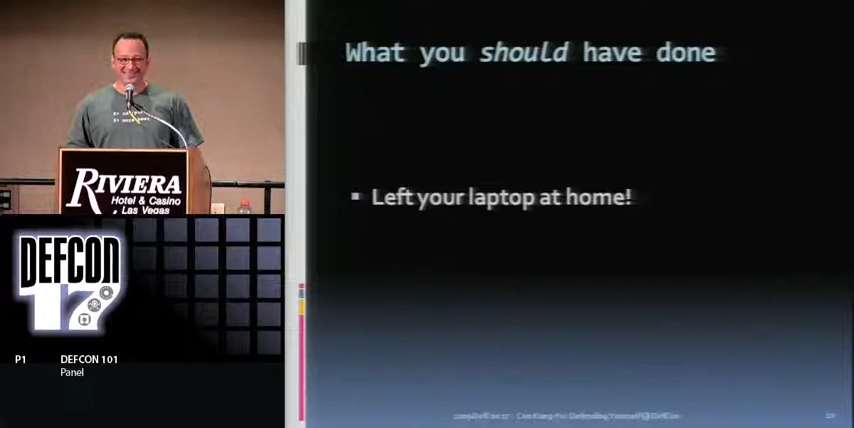 What you should have done
▪ Left your laptop at home!
RIVIERA
Hotel & Casino
Las Vegas
DEFCON
17
P1 DEFCON 101
Panel